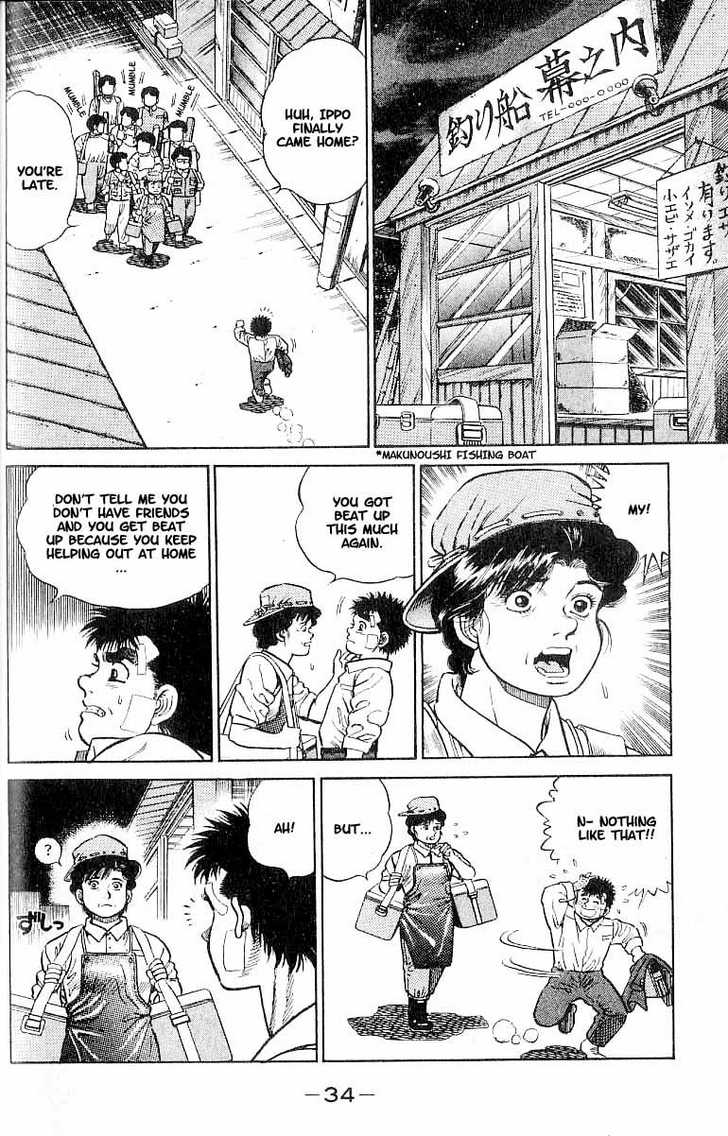 釣り船 幕之内
TEL-000-0000
釣りエサ
有ります。
イソメ・ゴカイ
小エビ・サザエ
MUMBLE
MUMBLE
MUMBLE
HUH, IPPO
FINALLY
CAME HOME?
YOU'RE
LATE.
*MAKUNOUSHI FISHING BOAT
MY!
YOU GOT
BEAT UP
THIS MUCH
AGAIN.
DON'T TELL ME YOU
DON'T HAVE FRIENDS
AND YOU GET BEAT
UP BECAUSE YOU KEEP
HELPING OUT AT HOME
...
N- NOTHING
LIKE THAT!!
BUT...
AH!
?
ずしっ
-34-